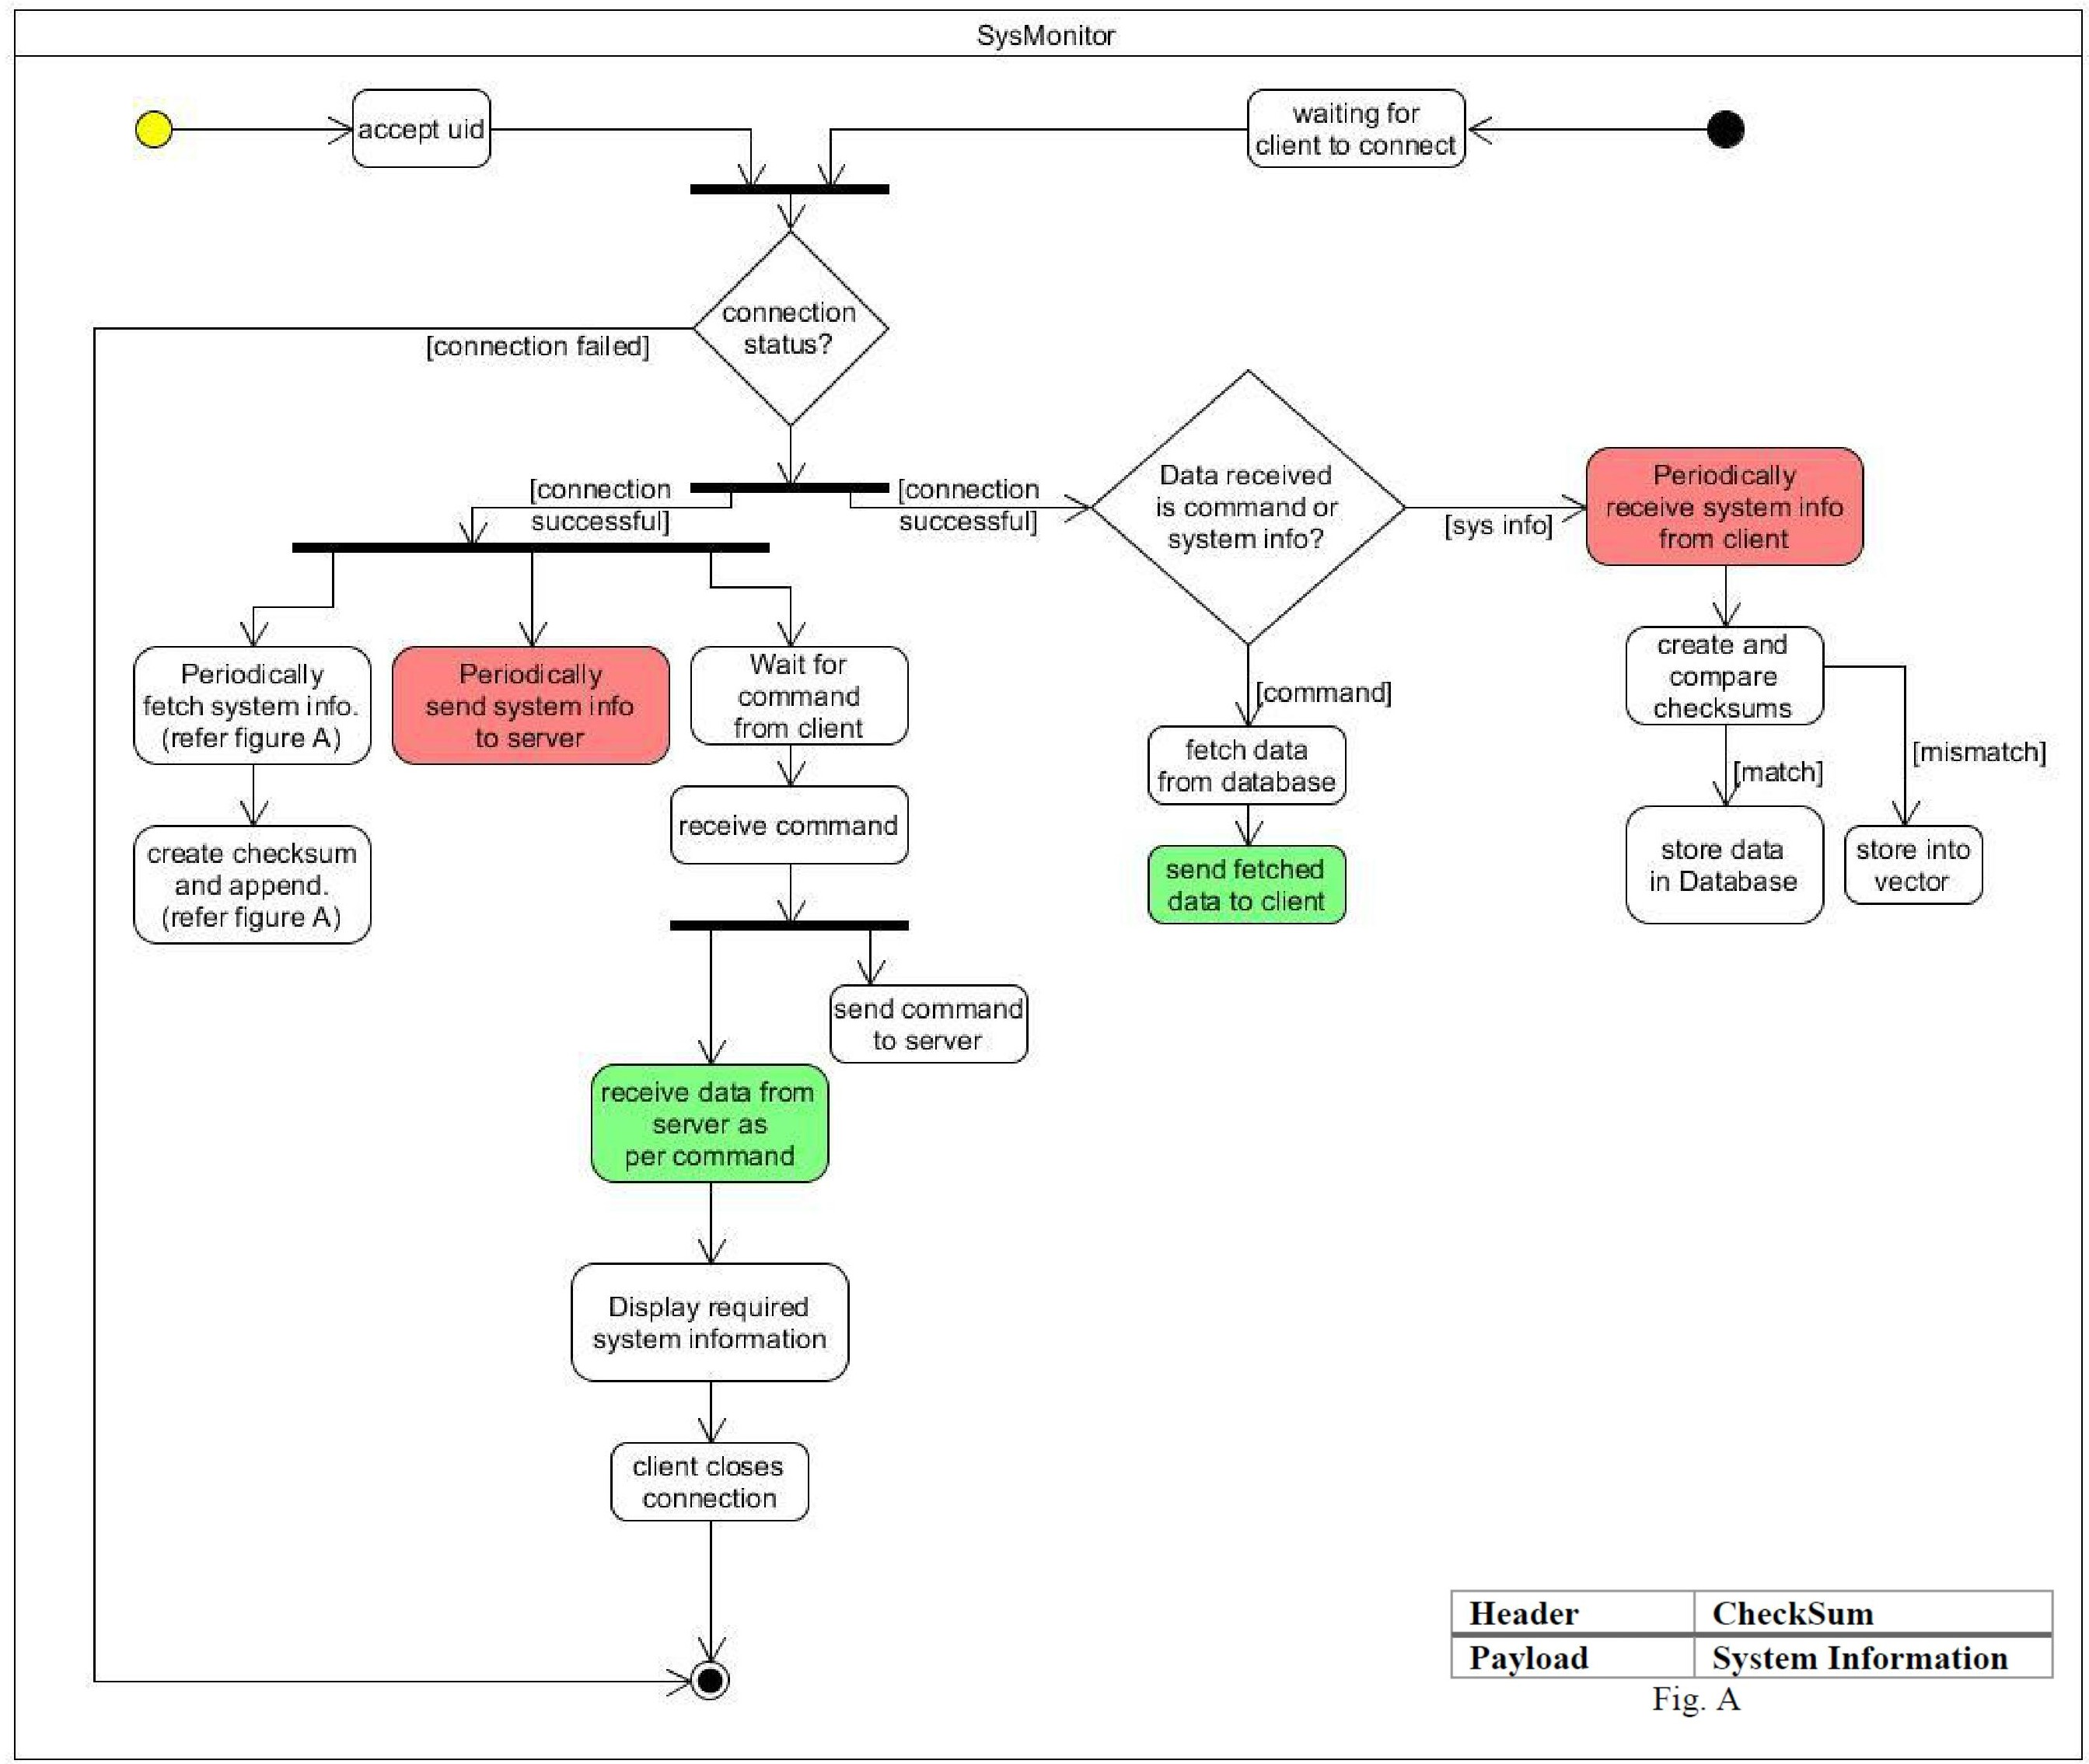 SysMonitor
accept uid
waiting for
client to connect
connection
status?
[connection failed]
[connection
successful]
[connection
successful]
Data received
is command or
system info?
[sys info]
Periodically
receive system info
from client
Periodically
fetch system info.
(refer figure A)
Periodically
send system info
to server
Wait for
command
from client
[command]
create and
compare
checksums
[match]
[mismatch]
fetch data
from database
receive command
create checksum
and append.
(refer figure A)
send fetched
data to client
store data
in Database
store into
vector
send command
to server
receive data from
server as
per command
Display required
system information
client closes
connection
Header CheckSum
Payload System Information
Fig. A